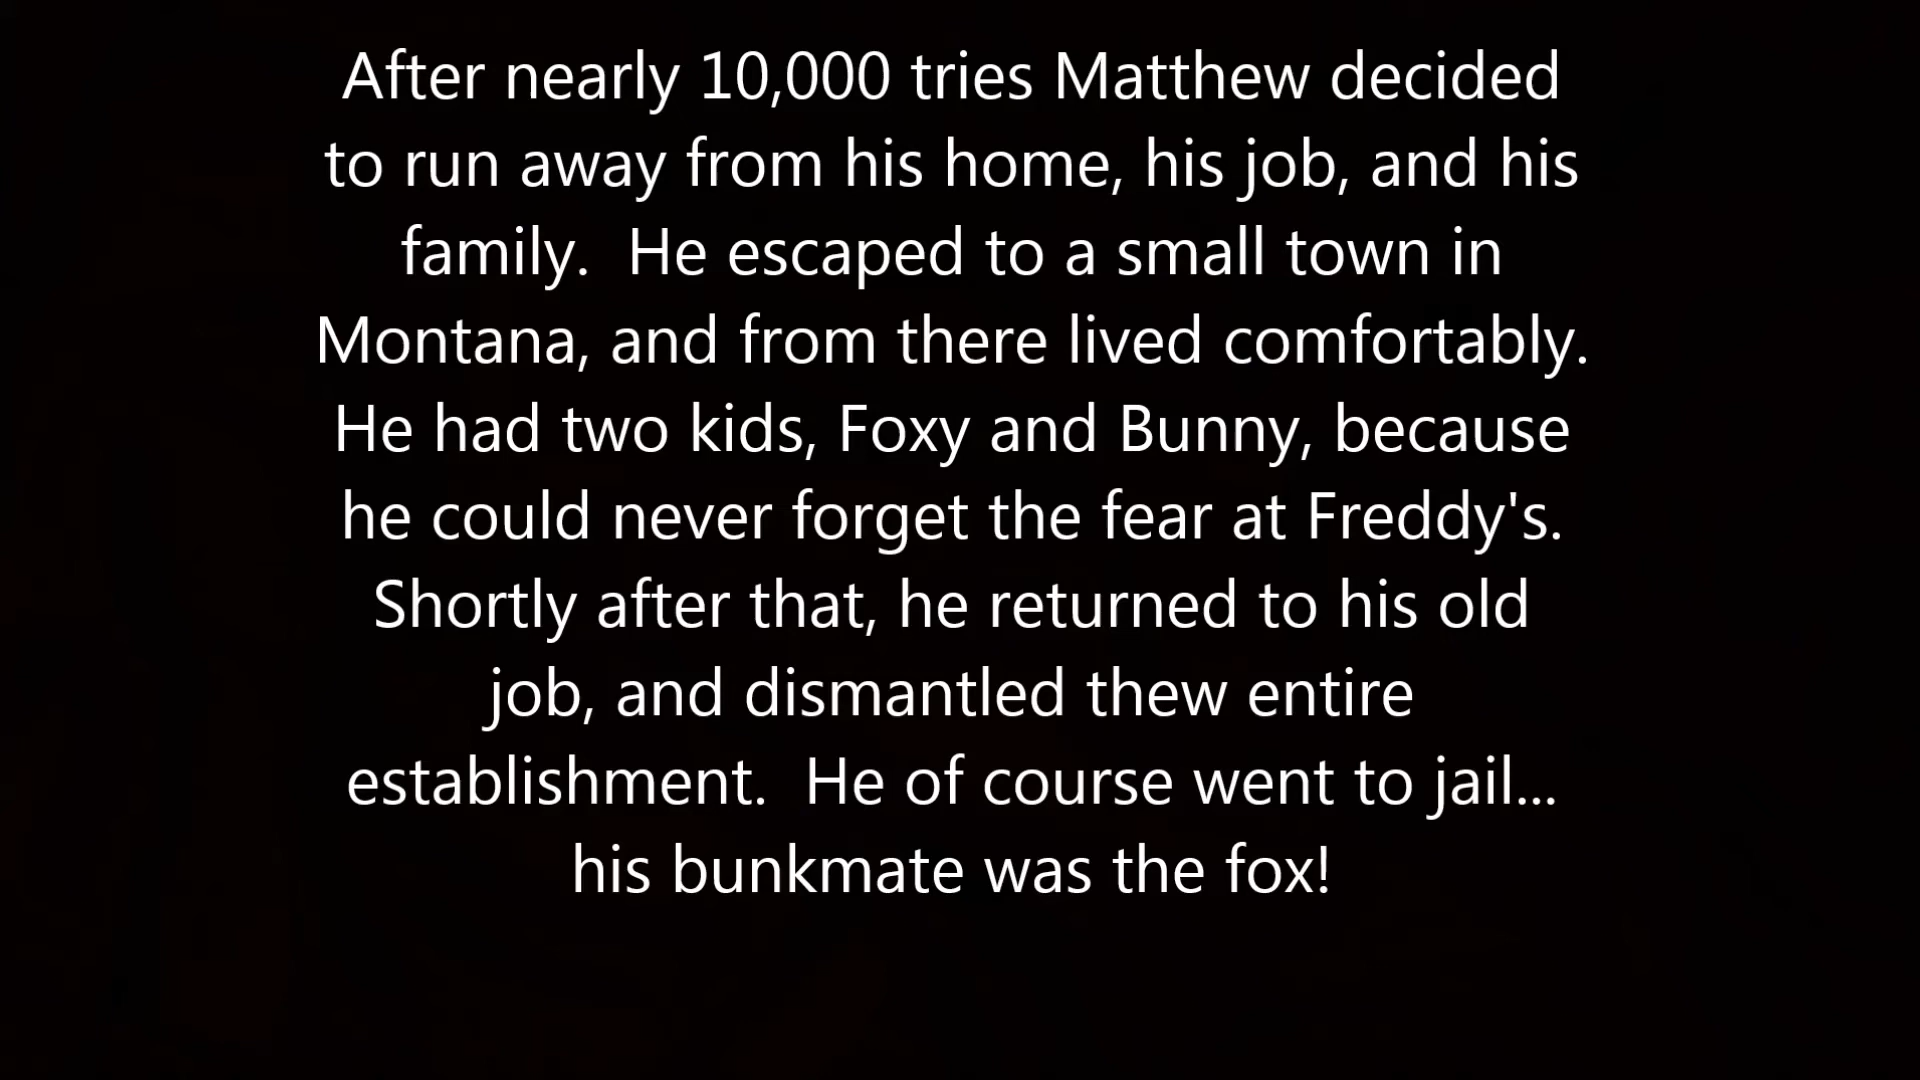 After nearly 10,000 tries Matthew decided
to run away from his home, his job, and his
family.  He escaped to a small town in
Montana, and from there lived comfortably.
He had two kids, Foxy and Bunny, because
he could never forget the fear at Freddy's.
Shortly after that, he returned to his old
job, and dismantled thew entire
establishment.  He of course went to jail...
his bunkmate was the fox!